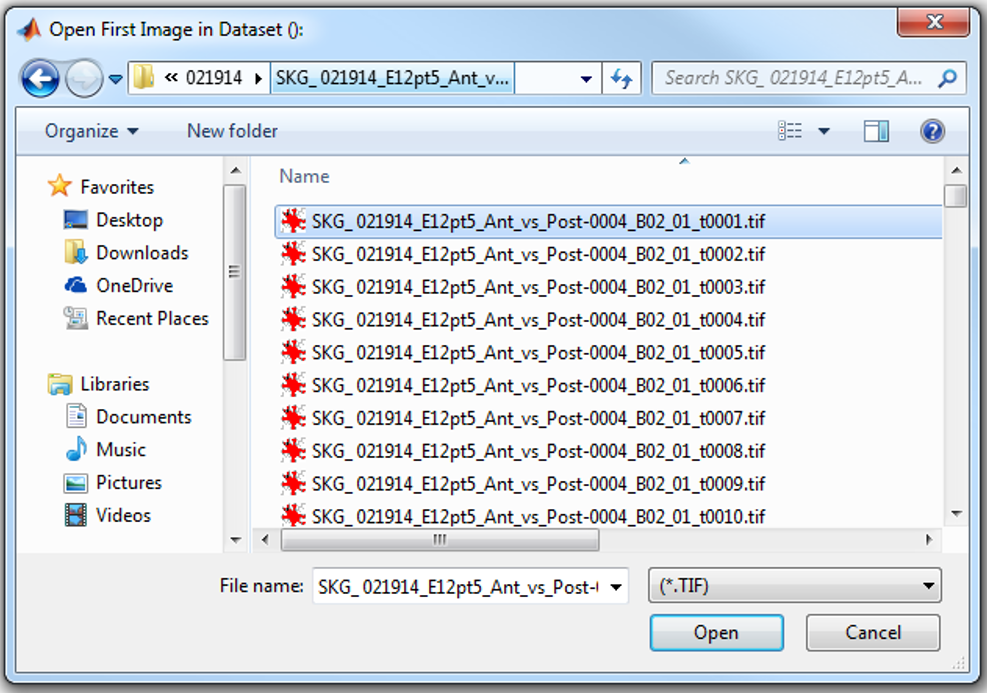 Open First Image in Dataset ():
« 021914 ▸ SKG_ 021914_E12pt5_Ant_v...
Search SKG_ 021914_E12pt5_A...
Organize
New folder
Favorites
Desktop
Downloads
OneDrive
Recent Places
Libraries
Documents
Music
Pictures
Videos
Name
SKG_ 021914_E12pt5_Ant_vs_Post-0004_B02_01_t0001.tif
SKG_ 021914_E12pt5_Ant_vs_Post-0004_B02_01_t0002.tif
SKG_ 021914_E12pt5_Ant_vs_Post-0004_B02_01_t0003.tif
SKG_ 021914_E12pt5_Ant_vs_Post-0004_B02_01_t0004.tif
SKG_ 021914_E12pt5_Ant_vs_Post-0004_B02_01_t0005.tif
SKG_ 021914_E12pt5_Ant_vs_Post-0004_B02_01_t0006.tif
SKG_ 021914_E12pt5_Ant_vs_Post-0004_B02_01_t0007.tif
SKG_ 021914_E12pt5_Ant_vs_Post-0004_B02_01_t0008.tif
SKG_ 021914_E12pt5_Ant_vs_Post-0004_B02_01_t0009.tif
SKG_ 021914_E12pt5_Ant_vs_Post-0004_B02_01_t0010.tif
File name: SKG_ 021914_E12pt5_Ant_vs_Post-
(*.TIF)
Open
Cancel